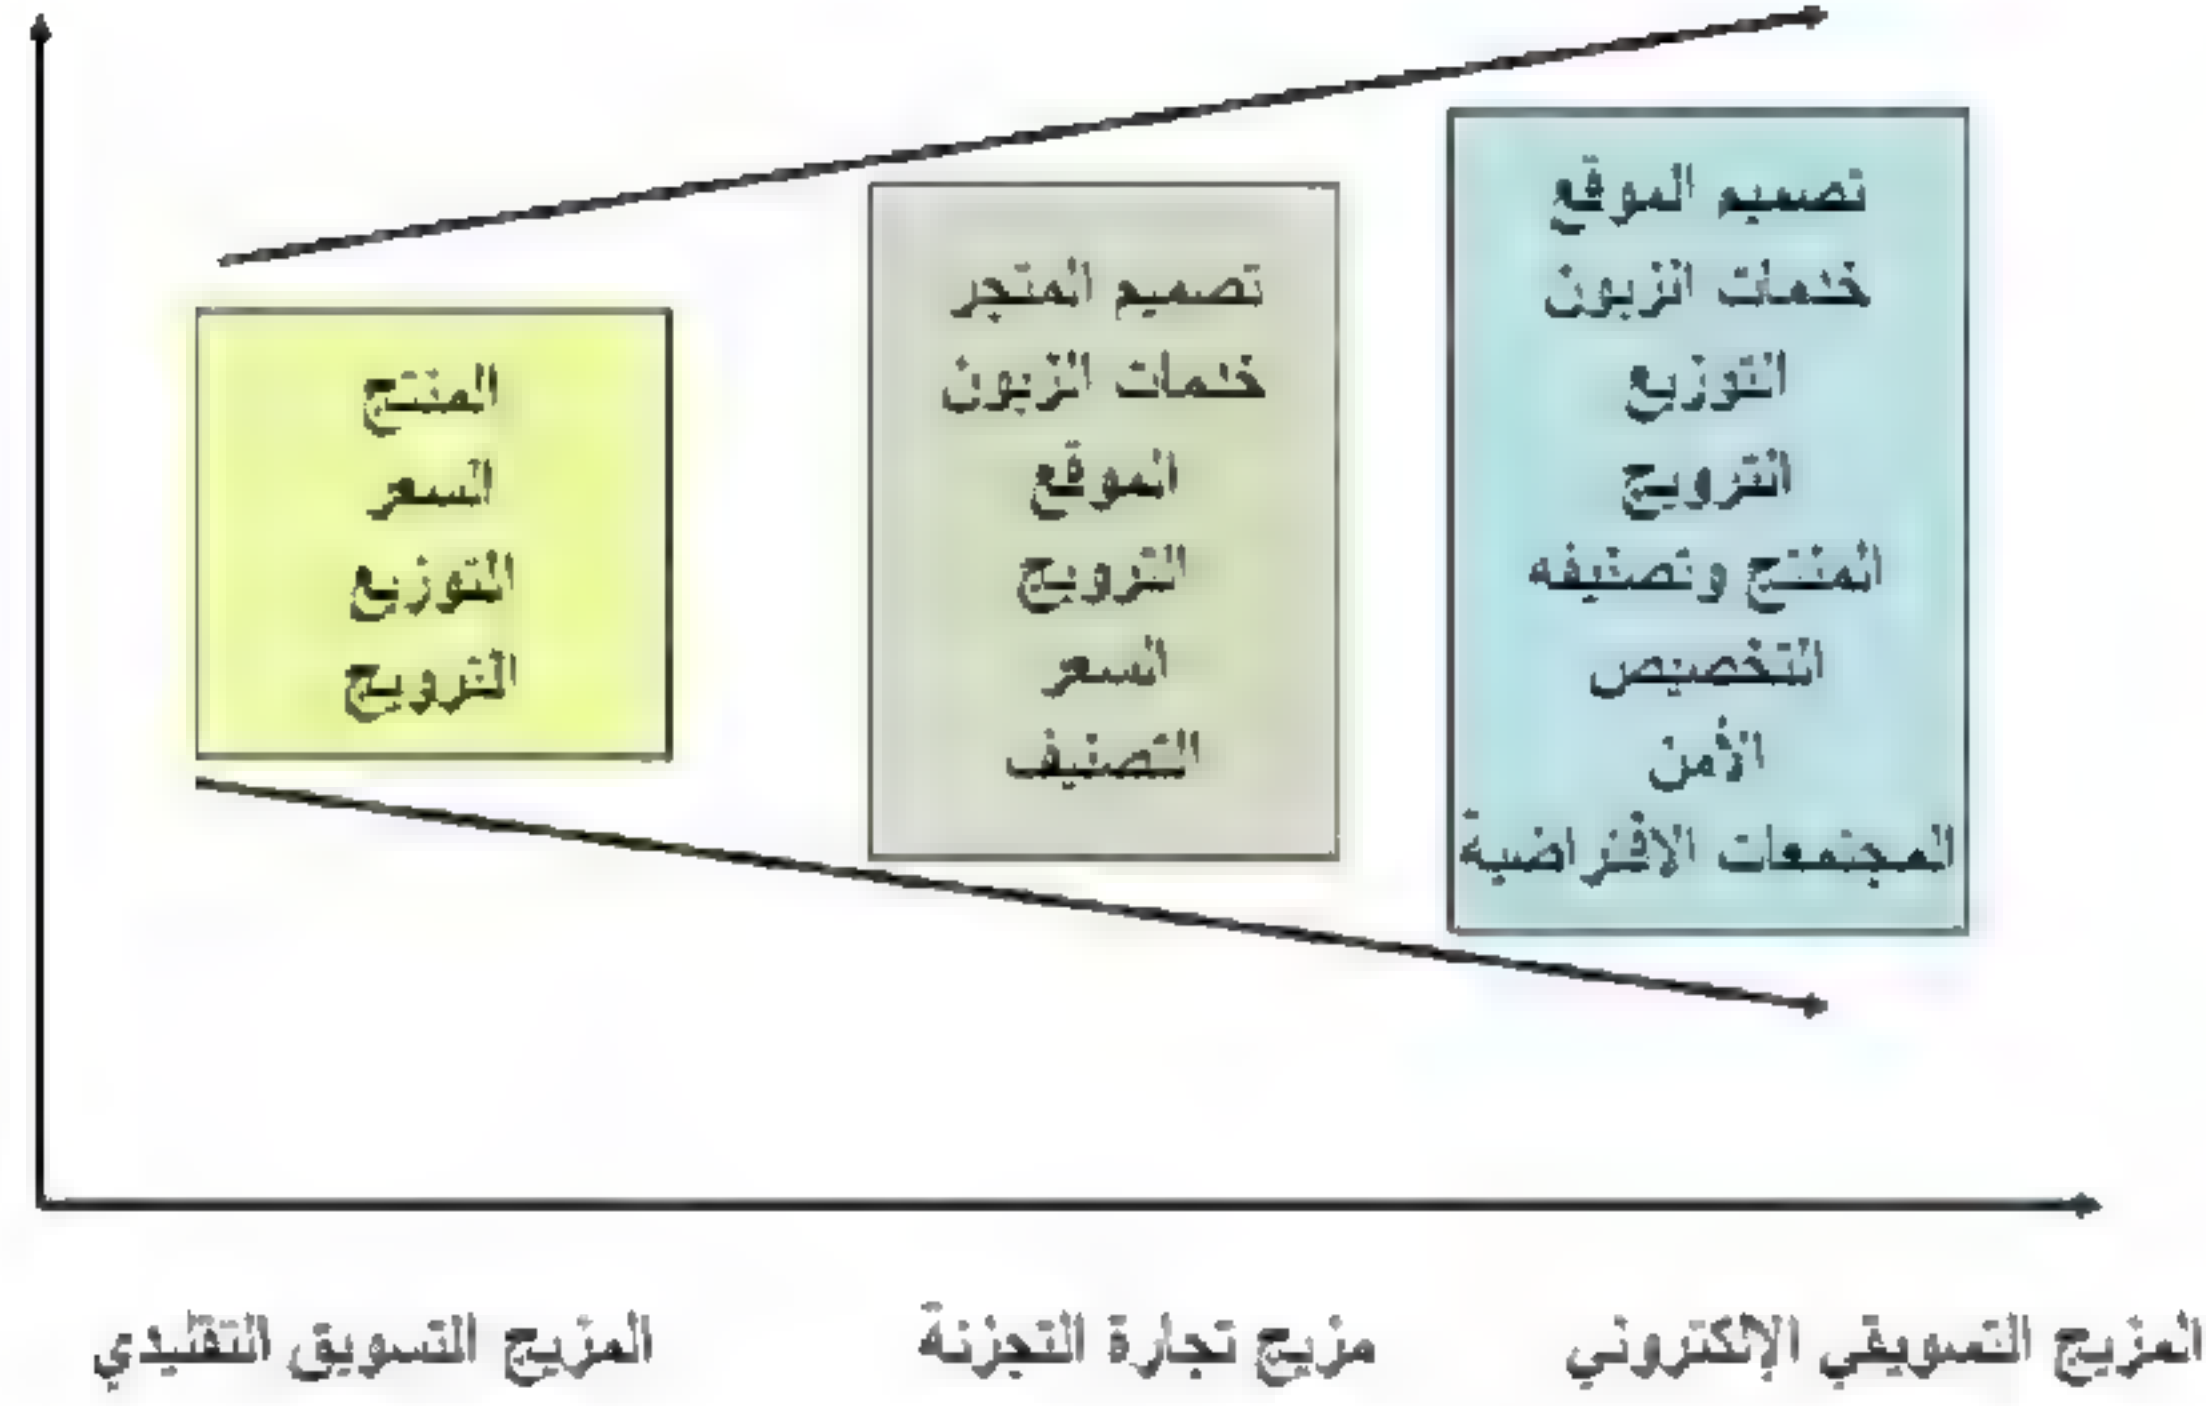 المنتج
السعر
التوزيع
الترويج
تصميم المتجر
خدمات الزبون
الموقع
الترويج
السعر
التصنيف
تصميم الموقع
خدمات الزبون
التوزيع
الترويج
المنتج وتصنيفه
التخصيص
الأمن
المجتمعات الافتراضية
المزيج التسويق التقليدي
مزيج تجارة التجزئة
المزيج التسويقي الإلكتروني